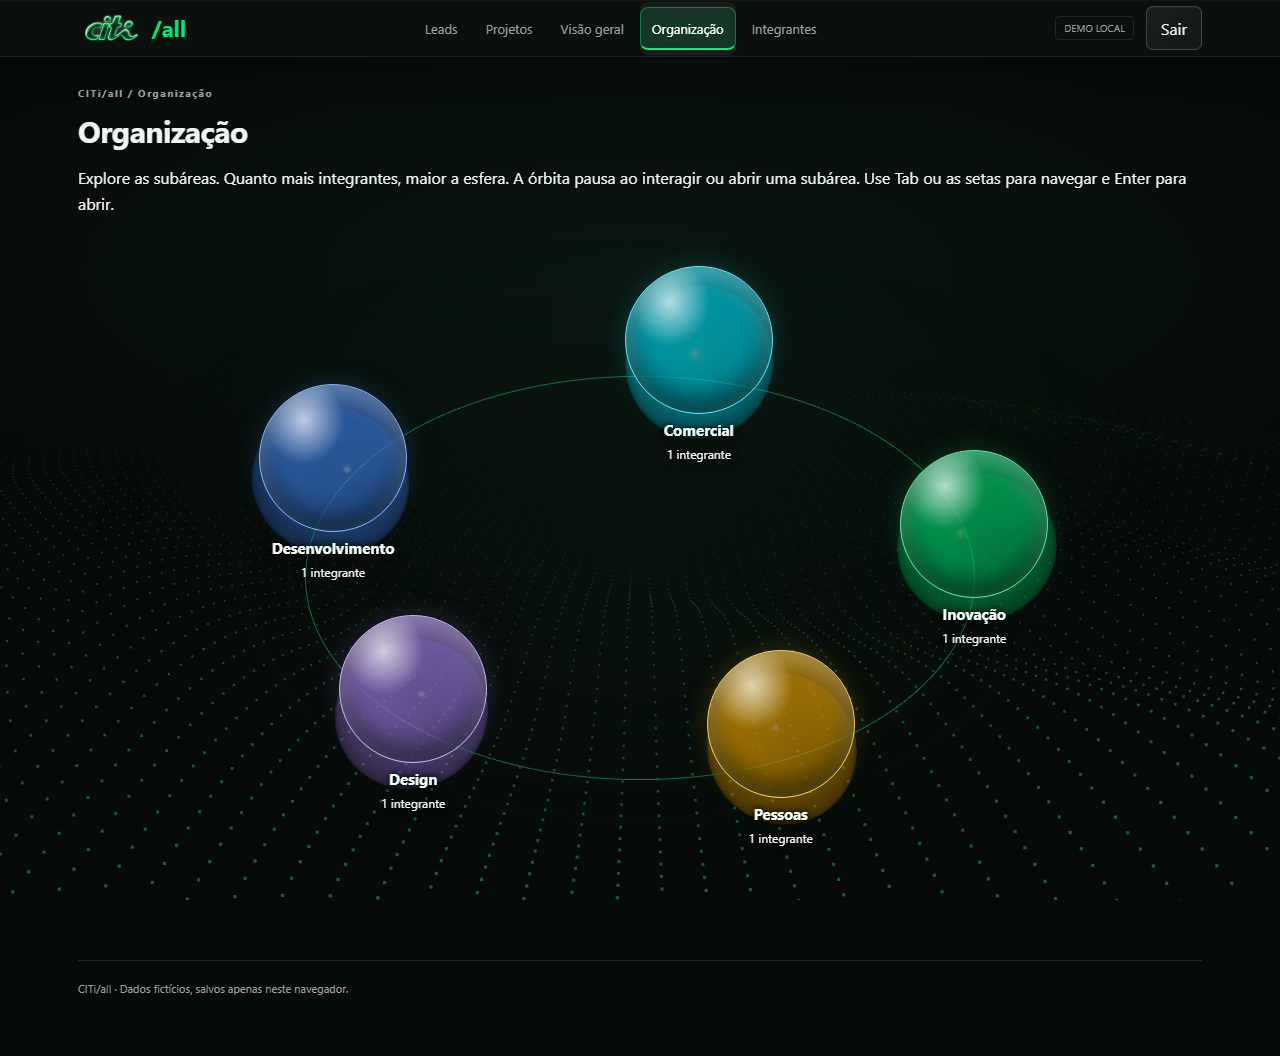 citi /all
Leads
Projetos
Visão geral
Organização
Integrantes
DEMO LOCAL
Sair
CITi/all / Organização
Organização
Explore as subáreas. Quanto mais integrantes, maior a esfera. A órbita pausa ao interagir ou abrir uma subárea. Use Tab ou as setas para navegar e Enter para
abrir.
Comercial
1 integrante
Desenvolvimento
1 integrante
Inovação
1 integrante
Design
1 integrante
Pessoas
1 integrante
CITi/all · Dados fictícios, salvos apenas neste navegador.